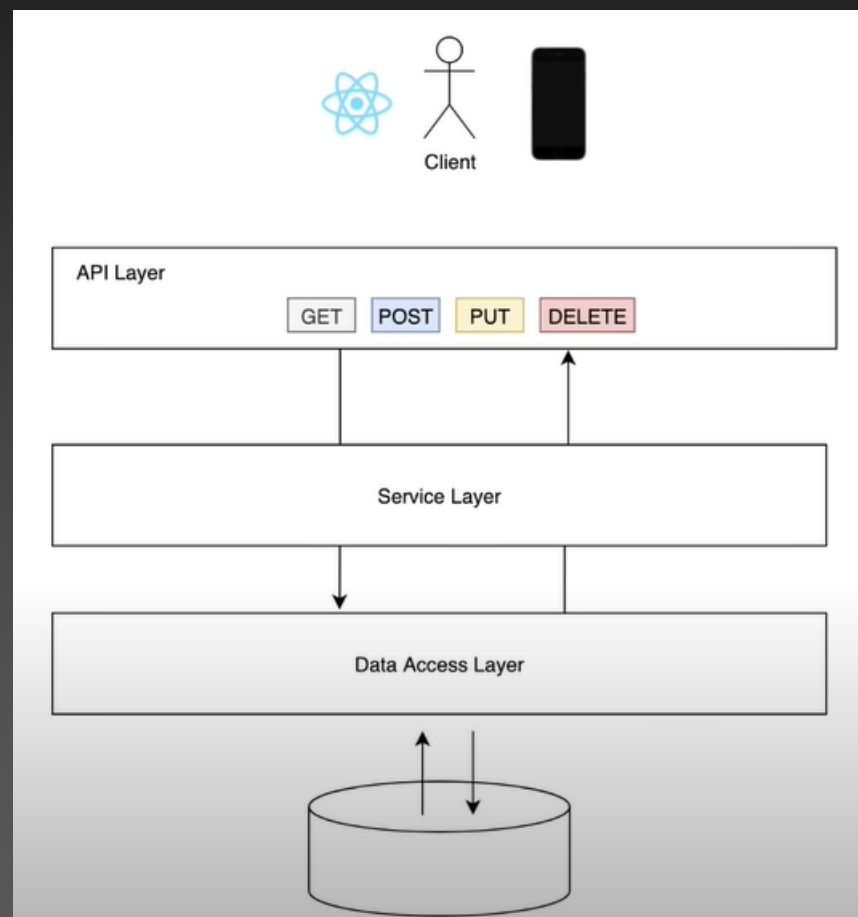 Client
API Layer
GET POST PUT DELETE
Service Layer
Data Access Layer